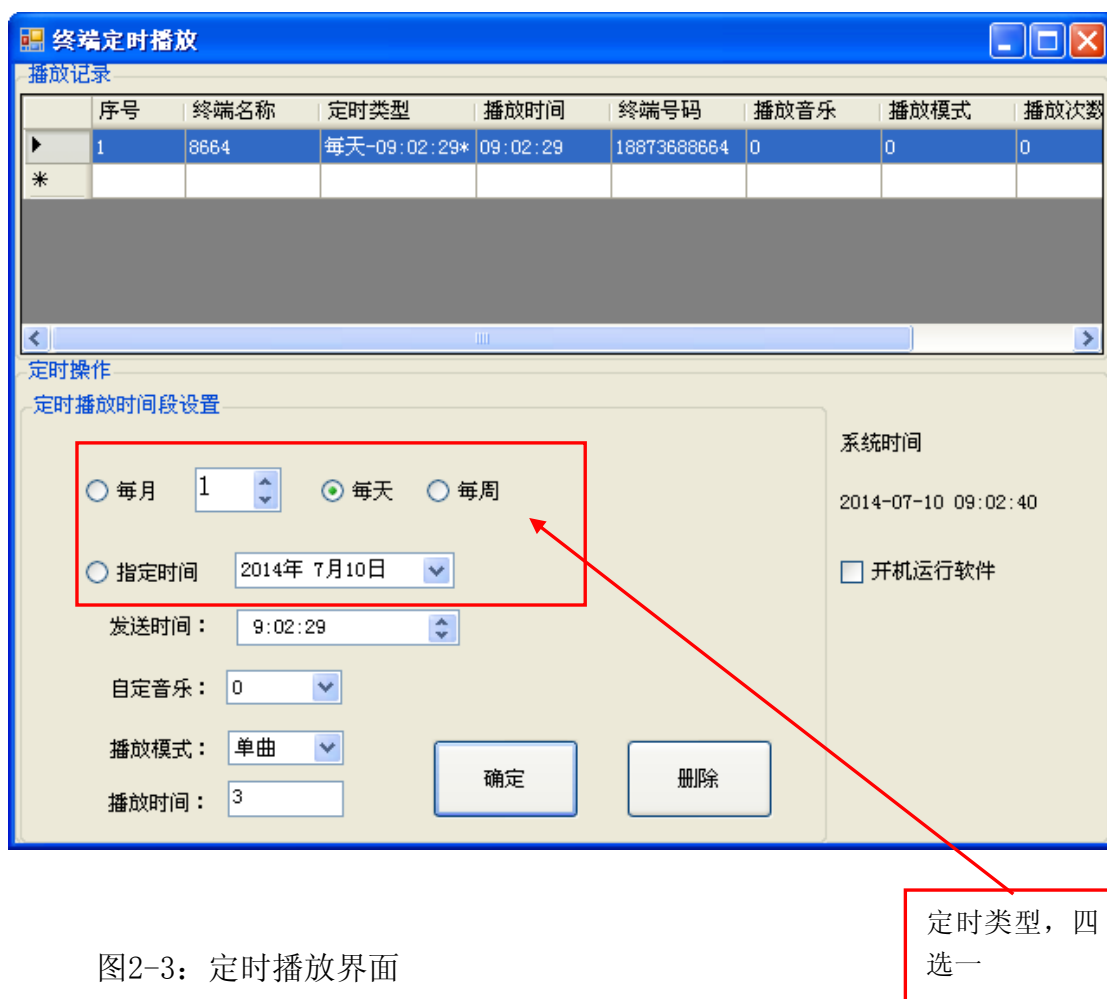 终端定时播放
播放记录
序号 终端名称 定时类型 播放时间 终端号码 播放音乐 播放模式 播放次数
1 8664 每天-09:02:29* 09:02:29 18873688664 0 0 0
定时操作
定时播放时间段设置
每月 1 每天 每周
指定时间 2014年 7月10日
发送时间： 9:02:29
自定音乐： 0
播放模式： 单曲
播放时间： 3
确定 删除
系统时间
2014-07-10 09:02:40
开机运行软件
定时类型，四
选一
图2-3：定时播放界面